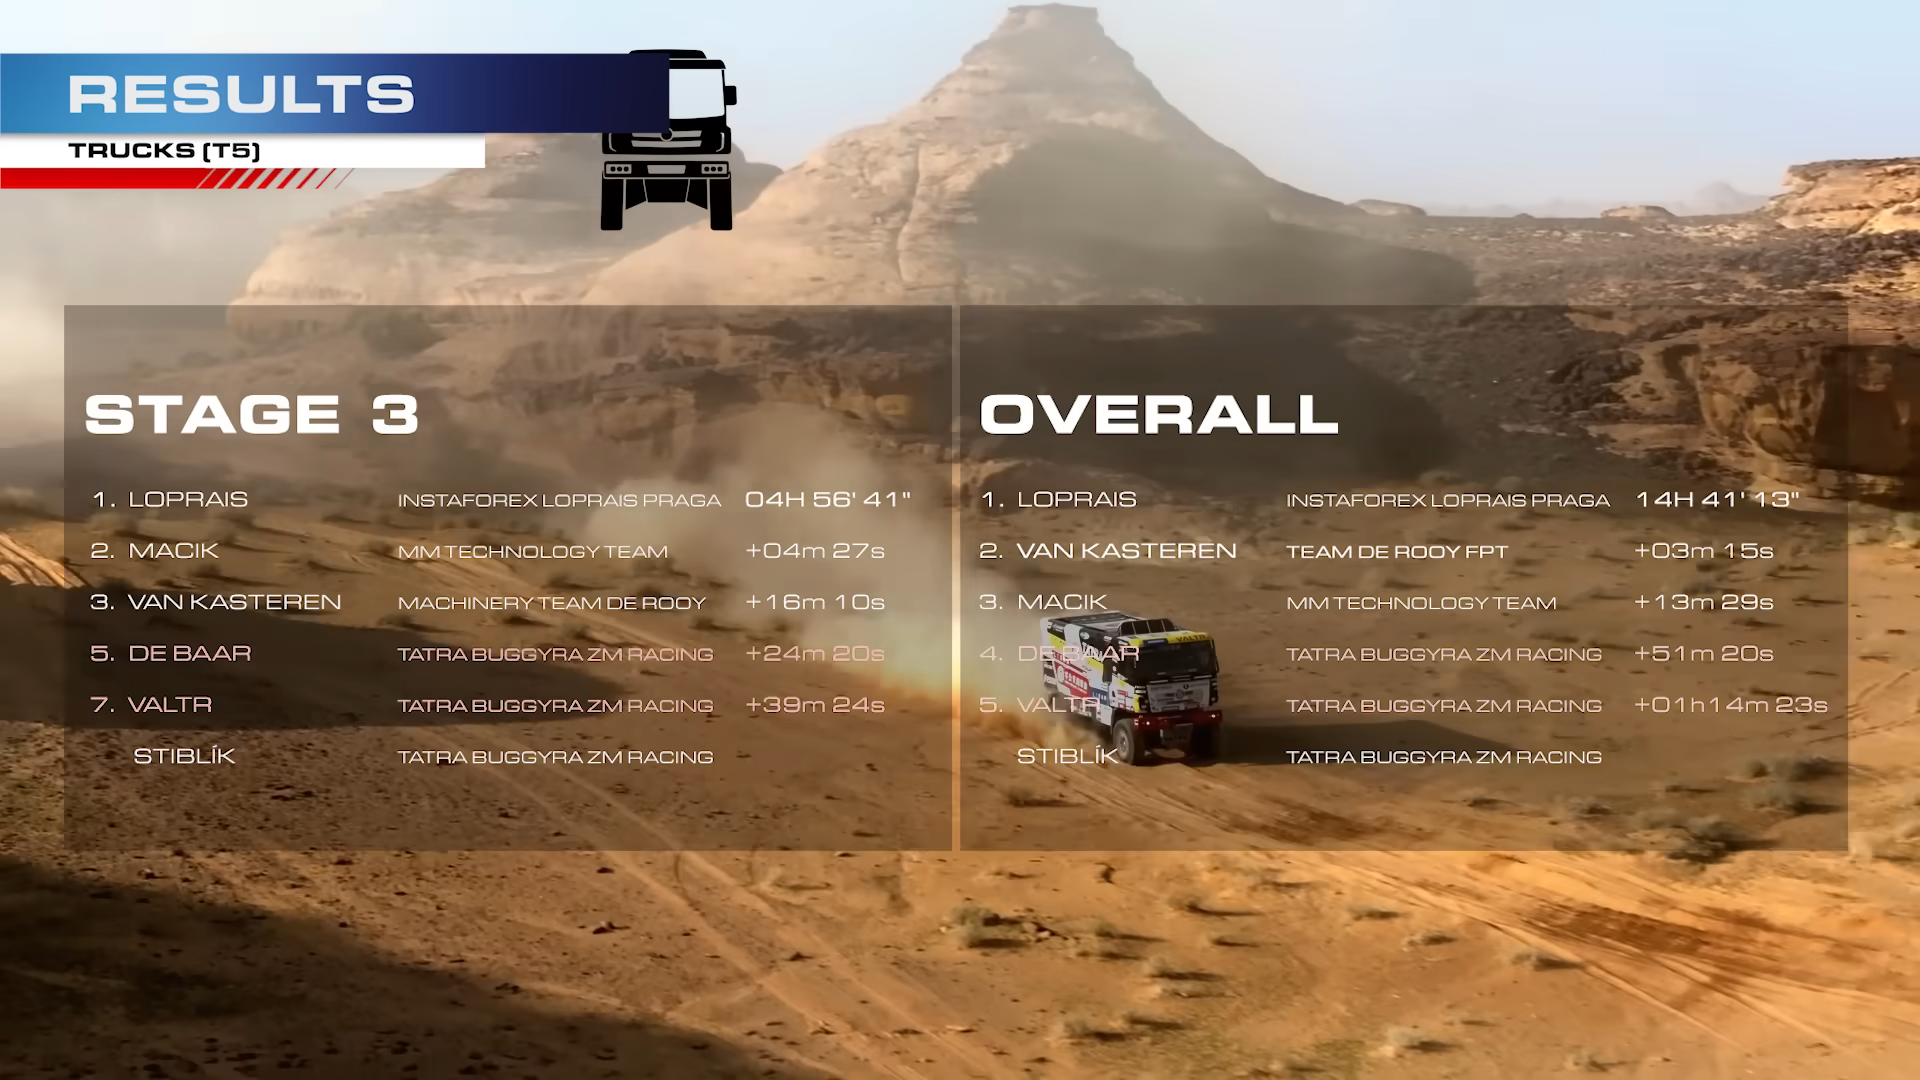 RESULTS
TRUCKS (T5)
STAGE 3
1. LOPRAIS INSTAFOREX LOPRAIS PRAGA 04H 56' 41"
2. MACIK MM TECHNOLOGY TEAM +04m 27s
3. VAN KASTEREN MACHINERY TEAM DE ROOY +16m 10s
5. DE BAAR TATRA BUGGYRA ZM RACING +24m 20s
7. VALTR TATRA BUGGYRA ZM RACING +39m 24s
STIBLÍK TATRA BUGGYRA ZM RACING
OVERALL
1. LOPRAIS INSTAFOREX LOPRAIS PRAGA 14H 41' 13"
2. VAN KASTEREN TEAM DE ROOY FPT +03m 15s
3. MACIK MM TECHNOLOGY TEAM +13m 29s
4. DE BAAR TATRA BUGGYRA ZM RACING +51m 20s
5. VALTR TATRA BUGGYRA ZM RACING +01h14m 23s
STIBLÍK TATRA BUGGYRA ZM RACING
VALTR